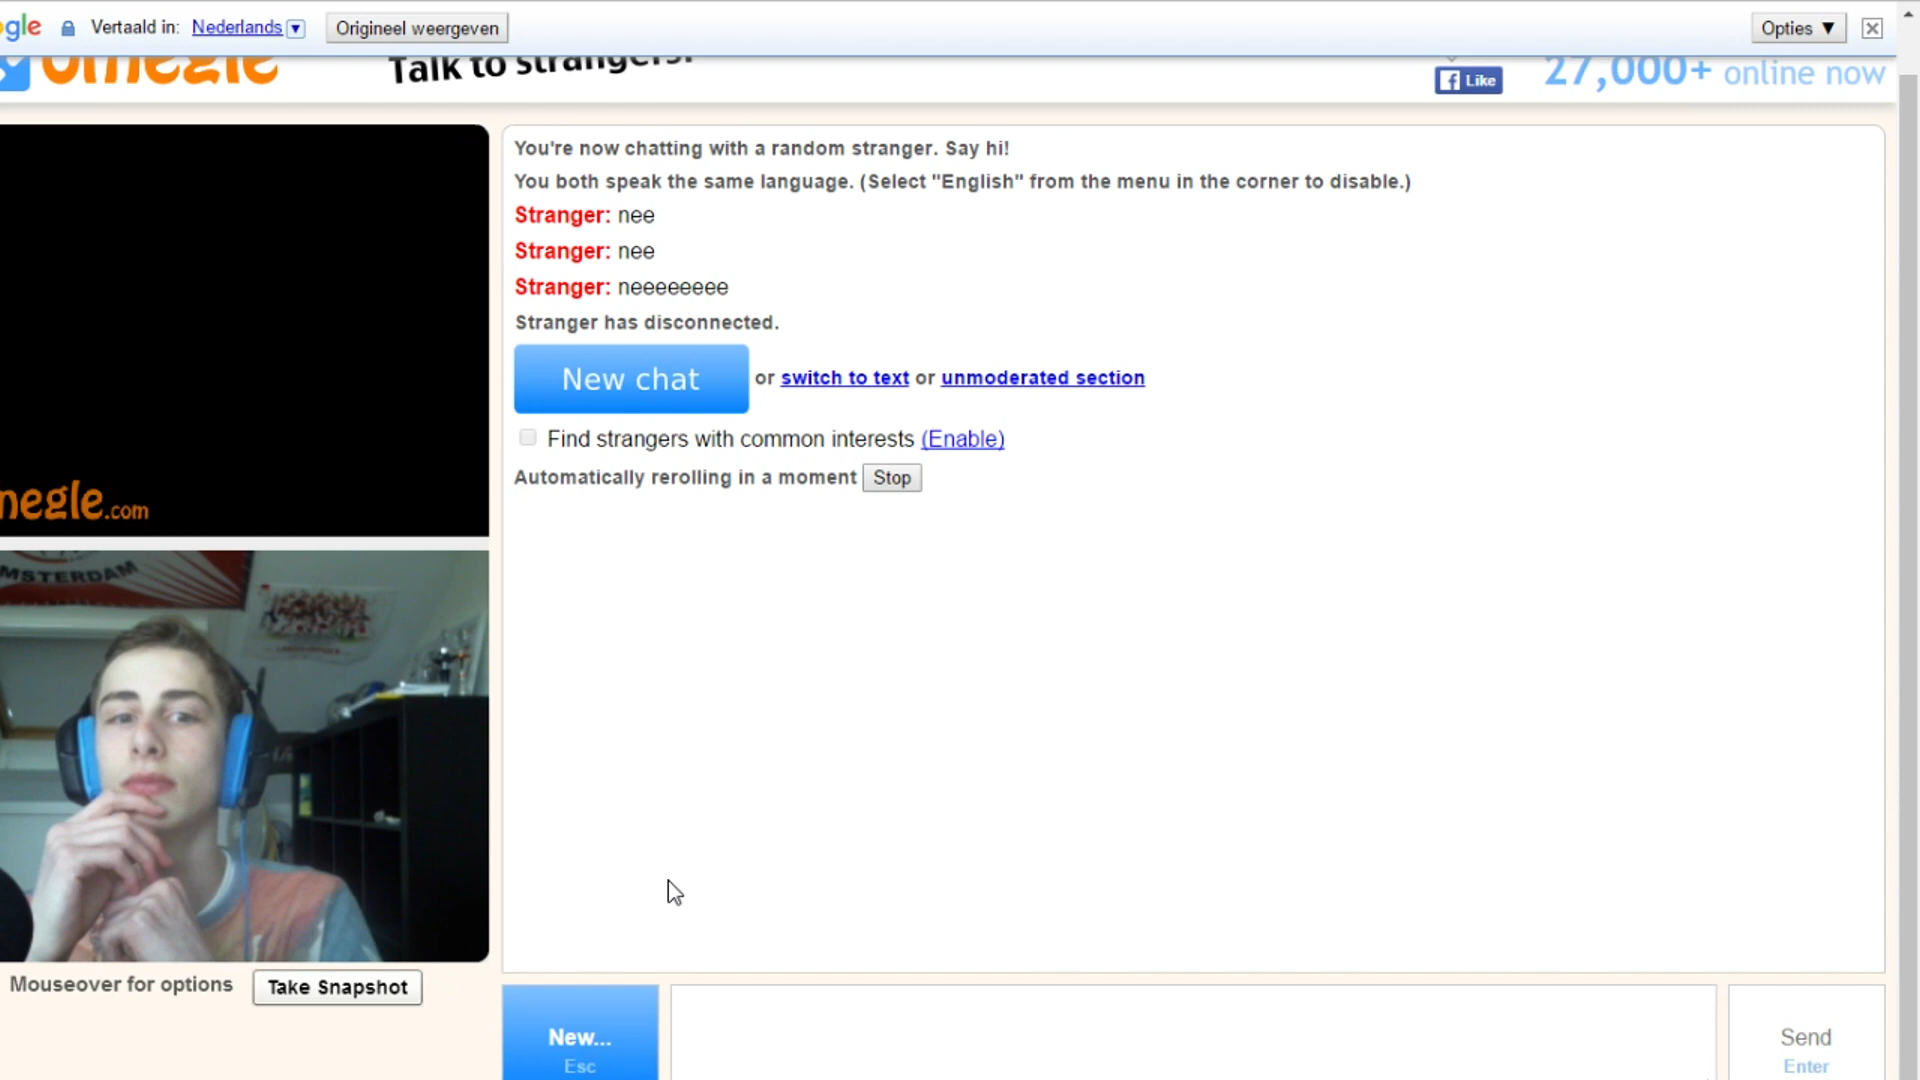 ogle Vertaald in: Nederlands Origineel weergeven Opties
omegle Talk to strangers! Like 27,000+ online now
You're now chatting with a random stranger. Say hi!
You both speak the same language. (Select "English" from the menu in the corner to disable.)
Stranger: nee
Stranger: nee
Stranger: neeeeeeee
Stranger has disconnected.
New chat or switch to text or unmoderated section
Find strangers with common interests (Enable)
Automatically rerolling in a moment Stop
negle.com
MSTERDAM
Mouseover for options Take Snapshot
New... Send
Esc Enter